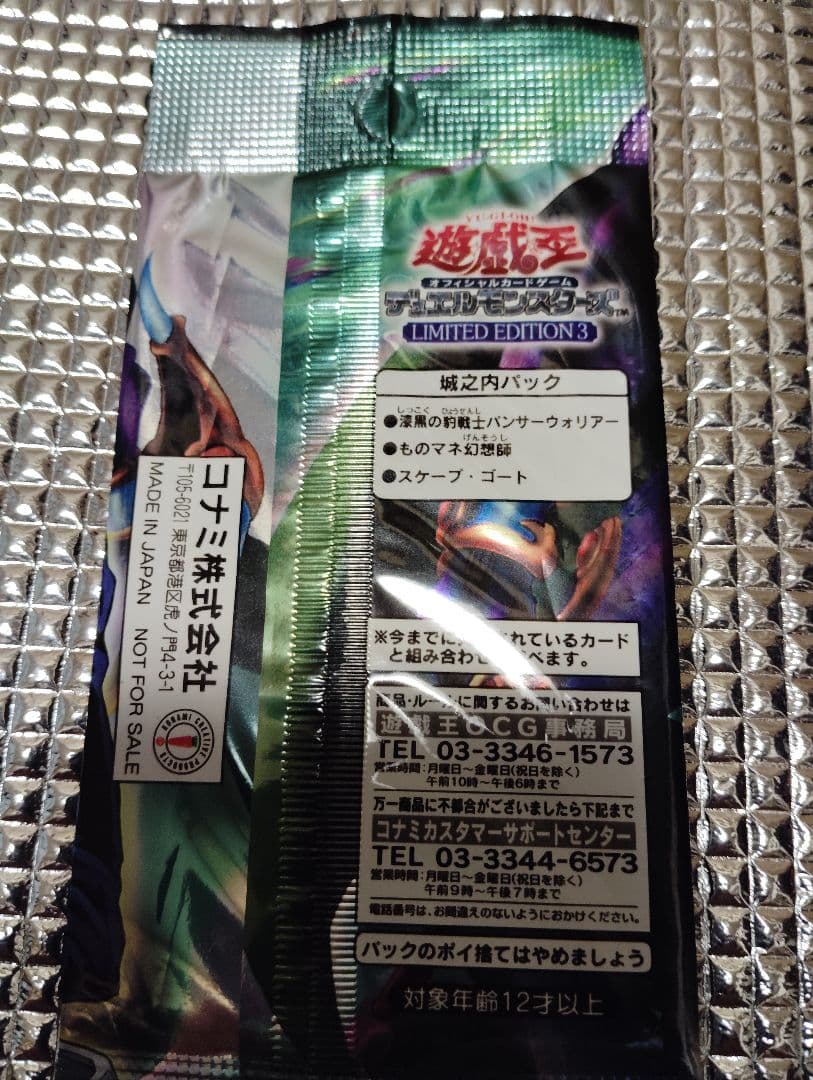 YU-GI-OH!
遊戯王
オフィシャルカードゲーム
デュエルモンスターズ™
LIMITED EDITION 3
城之内パック
しっこく ひょうせんし
●漆黒の豹戦士パンサーウォリアー
げんそうし
●ものマネ幻想師
●スケープ・ゴート
※今までに れているカード
と組み合わせ べます。
商品・ルールに関するお問い合わせは
遊戯王OCG事務局
TEL 03-3346-1573
営業時間:月曜日〜金曜日(祝日を除く)
午前10時〜午後6時まで
万一商品に不都合がございましたら下記まで
コナミカスタマーサポートセンター
TEL 03-3344-6573
営業時間:月曜日〜金曜日(祝日を除く)
午前9時〜午後7時まで
電話番号は、お間違えのないようにおかけください。
パックのポイ捨てはやめましょう
対象年齢12才以上
コナミ株式会社
〒105-6021 東京都港区虎ノ門4-3-1
MADE IN JAPAN NOT FOR SALE
KONAMI CREATIVE PRODUCTS